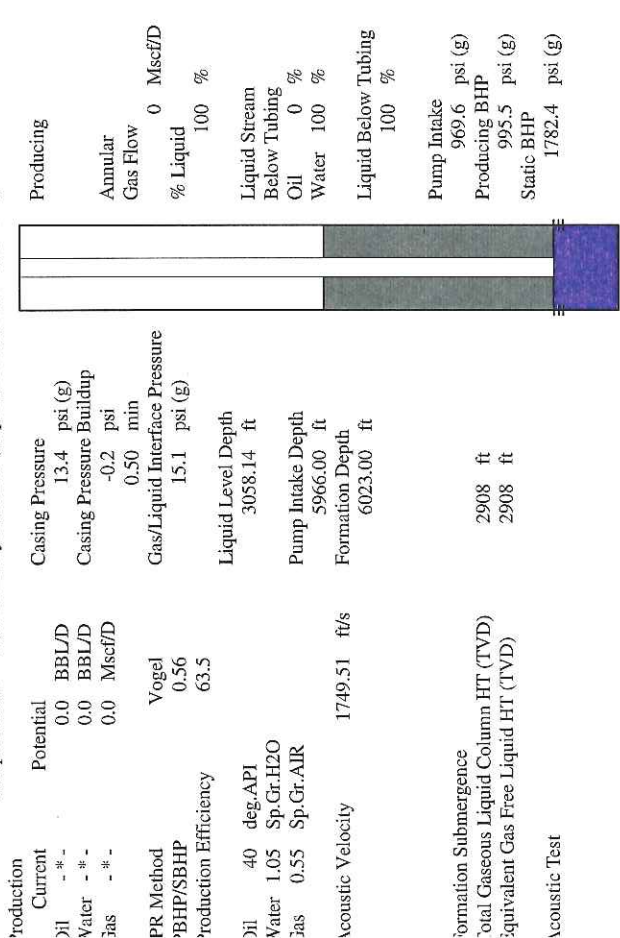 Production
Current Potential
Oil - * - 0.0 BBL/D
Water - * - 0.0 BBL/D
Gas - * - 0.0 Mscf/D
PR Method Vogel
PBHP/SBHP 0.56
Production Efficiency 63.5
Oil 40 deg.API
Water 1.05 Sp.Gr.H2O
Gas 0.55 Sp.Gr.AIR
Acoustic Velocity 1749.51 ft/s
Formation Submergence
Total Gaseous Liquid Column HT (TVD) 2908 ft
Equivalent Gas Free Liquid HT (TVD) 2908 ft
Acoustic Test
Casing Pressure
13.4 psi (g)
Casing Pressure Buildup
-0.2 psi
0.50 min
Gas/Liquid Interface Pressure
15.1 psi (g)
Liquid Level Depth
3058.14 ft
Pump Intake Depth
5966.00 ft
Formation Depth
6023.00 ft
Producing
Annular
Gas Flow
0 Mscf/D
% Liquid
100 %
Liquid Stream
Below Tubing
Oil 0 %
Water 100 %
Liquid Below Tubing
100 %
Pump Intake
969.6 psi (g)
Producing BHP
995.5 psi (g)
Static BHP
1782.4 psi (g)